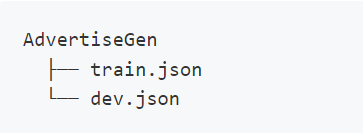 AdvertiseGen
├── train.json
└── dev.json